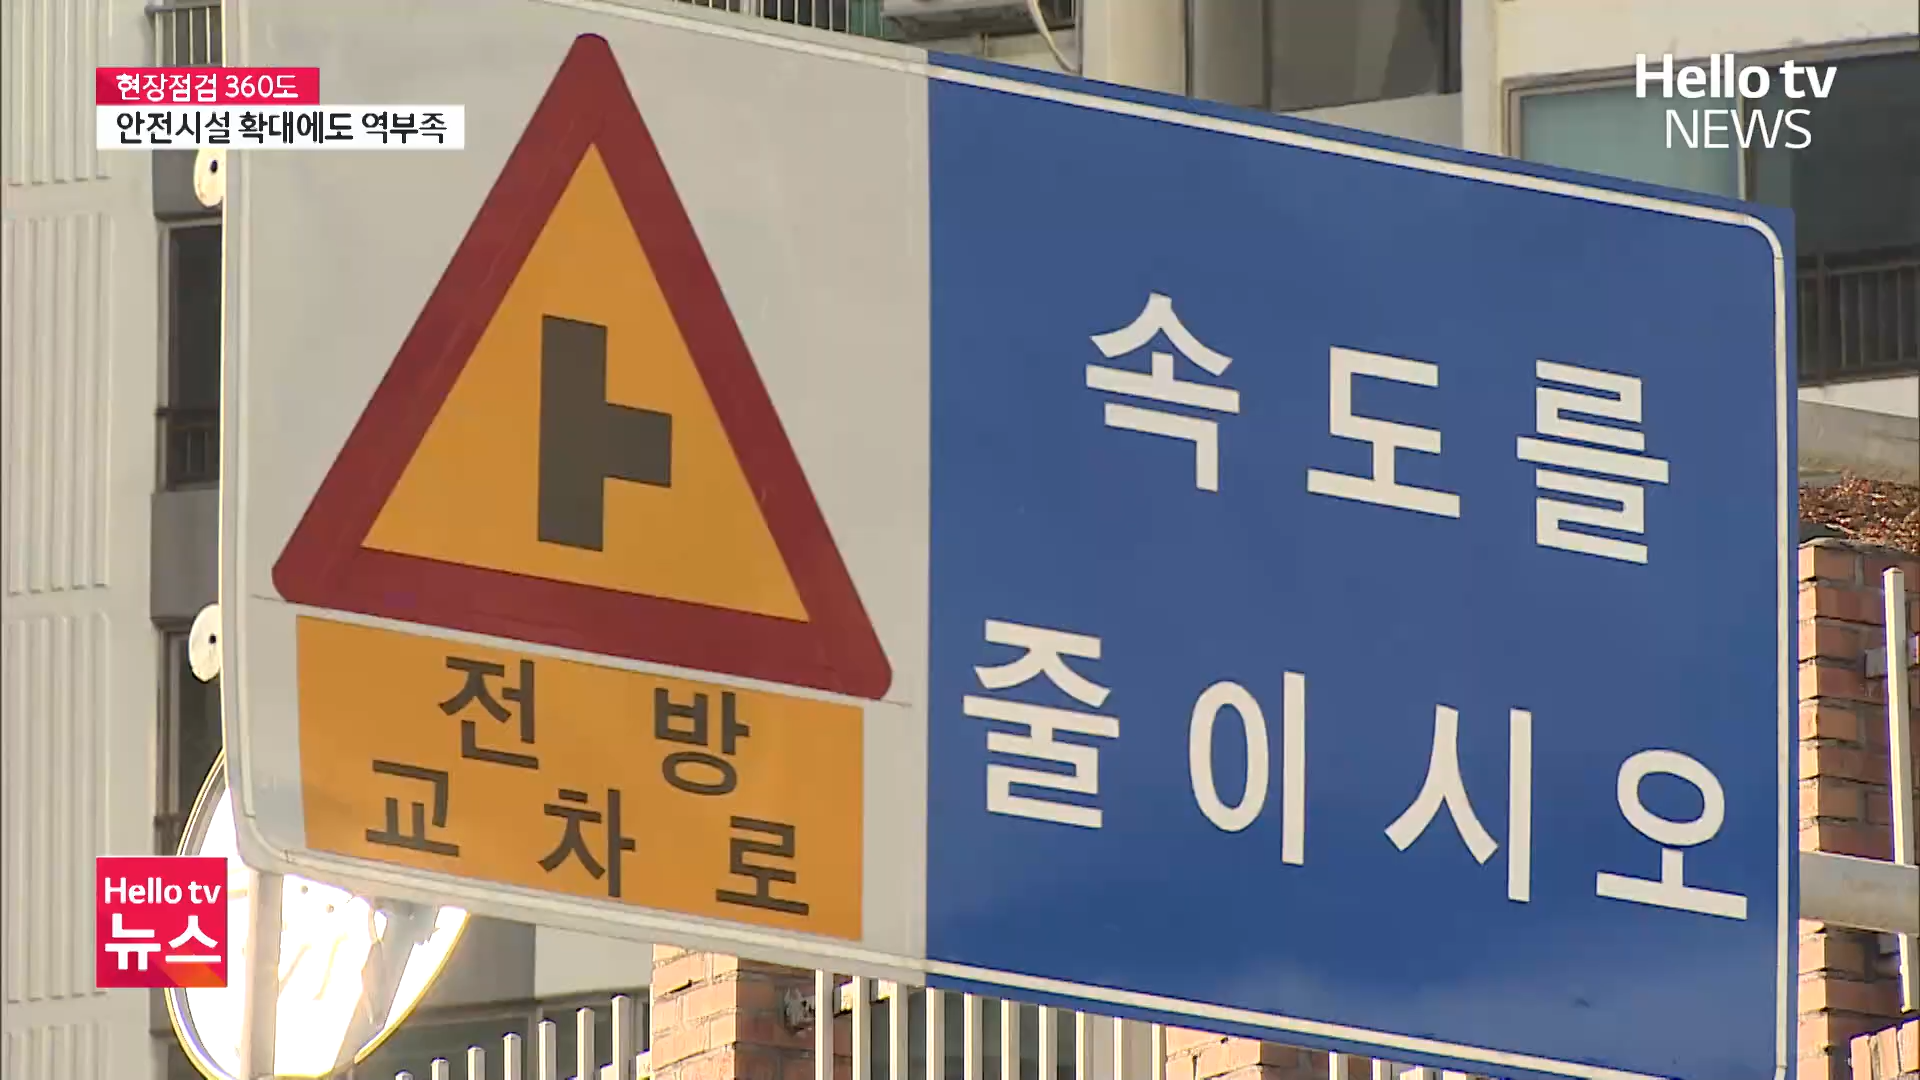 현장점검 360도
안전시설 확대에도 역부족
Hello tv
NEWS
속도를
줄이시오
전방
교차로
Hello tv
뉴스